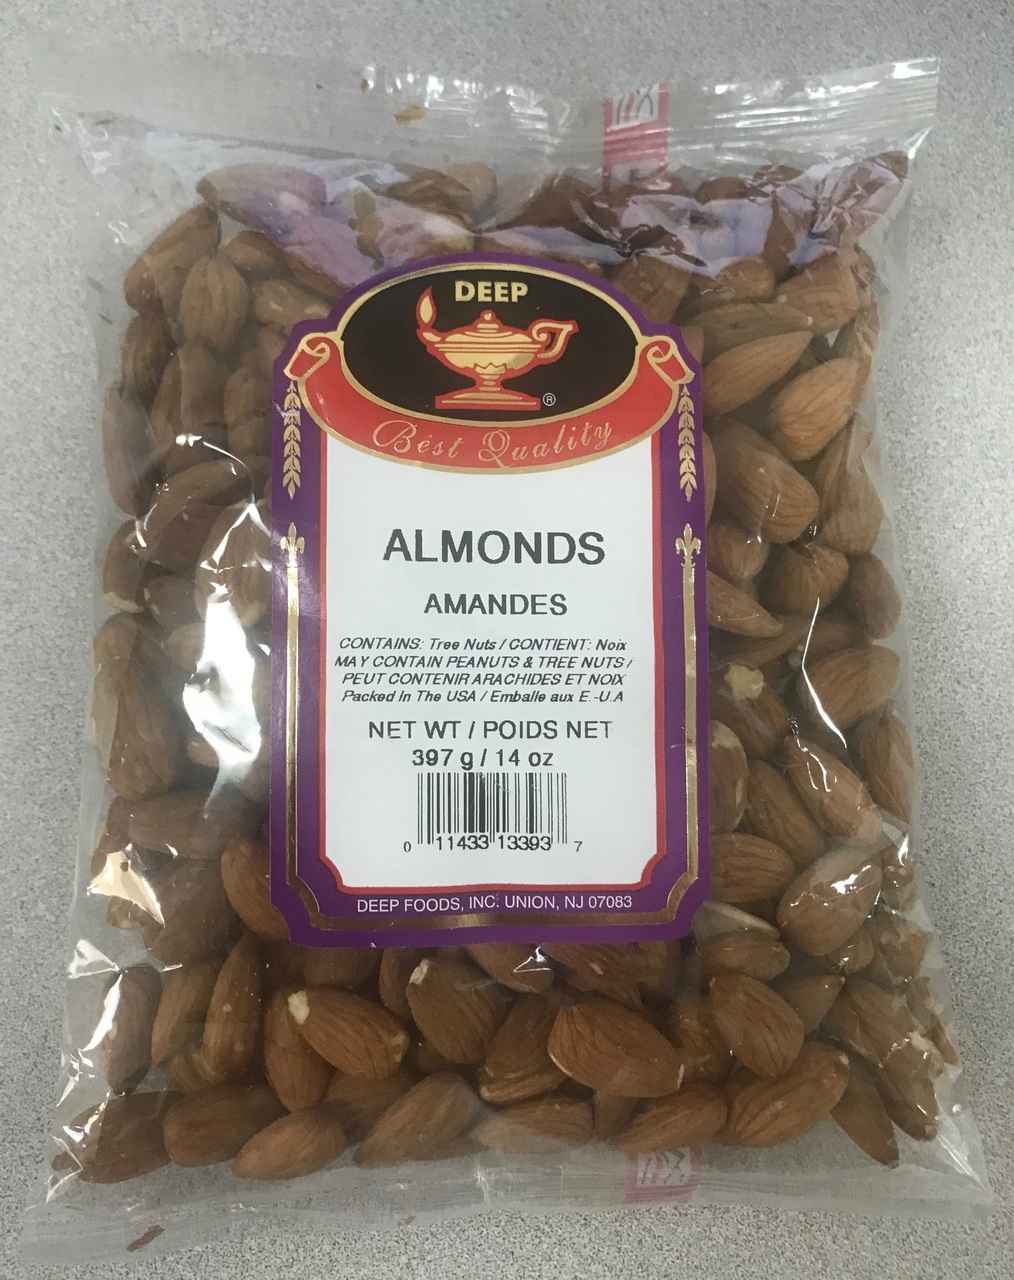 DEEP
®
Best Quality
ALMONDS
AMANDES
CONTAINS: Tree Nuts / CONTIENT: Noix
MAY CONTAIN PEANUTS & TREE NUTS /
PEUT CONTENIR ARACHIDES ET NOIX
Packed In The USA / Emballe aux E.-U.A
NET WT / POIDS NET
397 g / 14 oz
0 11433 13393 7
DEEP FOODS, INC. UNION, NJ 07083